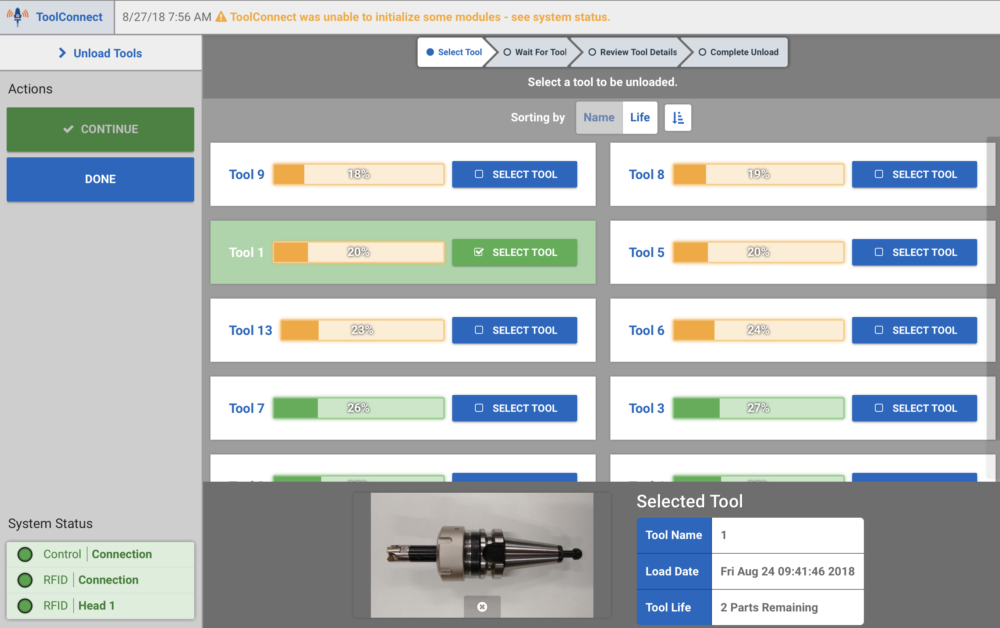 ToolConnect
8/27/18 7:56 AM ToolConnect was unable to initialize some modules - see system status.
Unload Tools
Select Tool Wait For Tool Review Tool Details Complete Unload
Select a tool to be unloaded.
Actions
CONTINUE
DONE
Sorting by Name Life
Tool 9 18% SELECT TOOL
Tool 8 19% SELECT TOOL
Tool 1 20% SELECT TOOL
Tool 5 20% SELECT TOOL
Tool 13 23% SELECT TOOL
Tool 6 24% SELECT TOOL
Tool 7 26% SELECT TOOL
Tool 3 27% SELECT TOOL
System Status
Control Connection
RFID Connection
RFID Head 1
Selected Tool
Tool Name 1
Load Date Fri Aug 24 09:41:46 2018
Tool Life 2 Parts Remaining